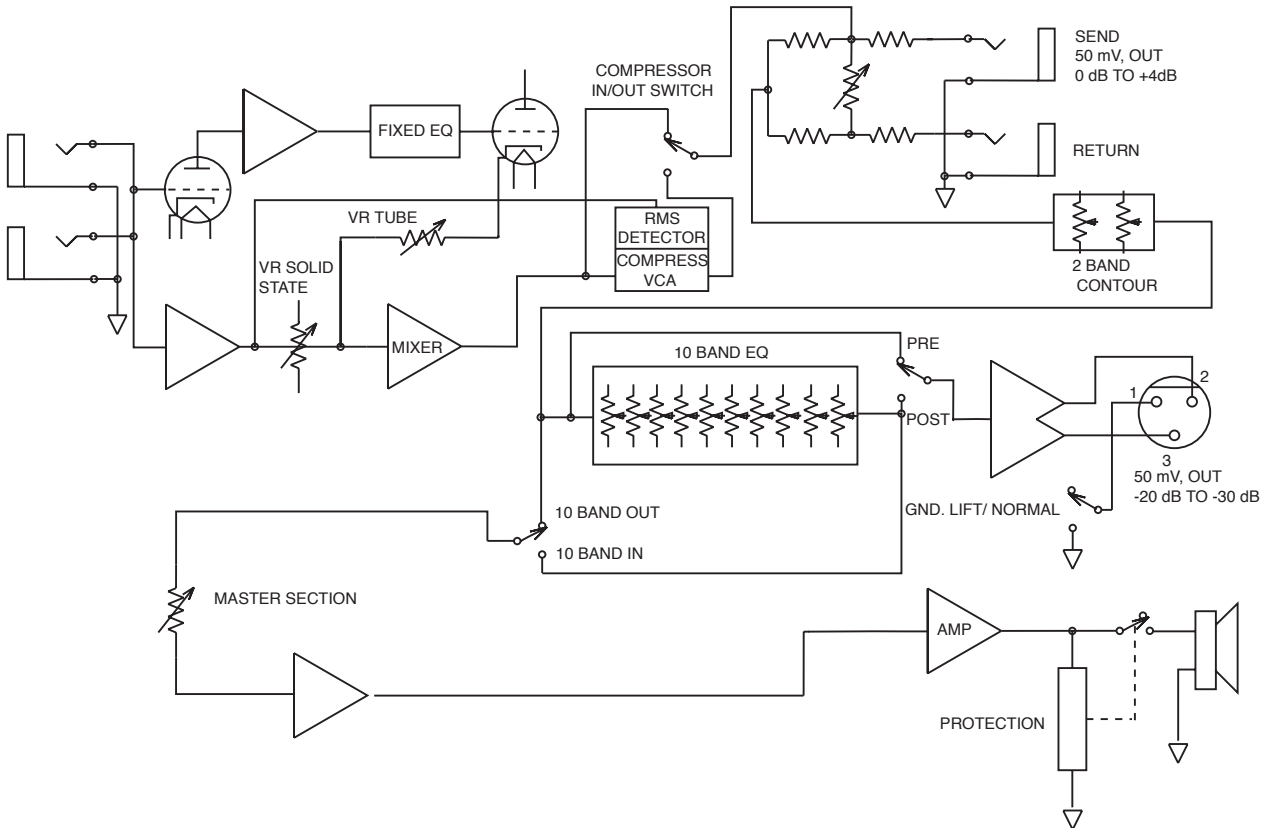 SEND
50 mV, OUT
0 dB TO +4dB
COMPRESSOR
IN/OUT SWITCH
FIXED EQ
RETURN
VR TUBE
RMS
DETECTOR
COMPRESS
VCA
VR SOLID
STATE
2 BAND
CONTOUR
MIXER
10 BAND EQ
PRE
POST
1
2
3
50 mV, OUT
-20 dB TO -30 dB
GND. LIFT/ NORMAL
10 BAND OUT
10 BAND IN
MASTER SECTION
AMP
PROTECTION